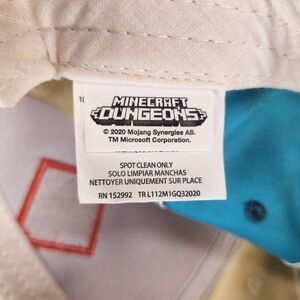 MINECRAFT
DUNGEONS
© 2020 Mojang Synergies AB.
TM Microsoft Corporation.
SPOT CLEAN ONLY
SOLO LIMPIAR MANCHAS
NETTOYER UNIQUEMENT SUR PLACE
RN 152992 TR L112M1GQ32020